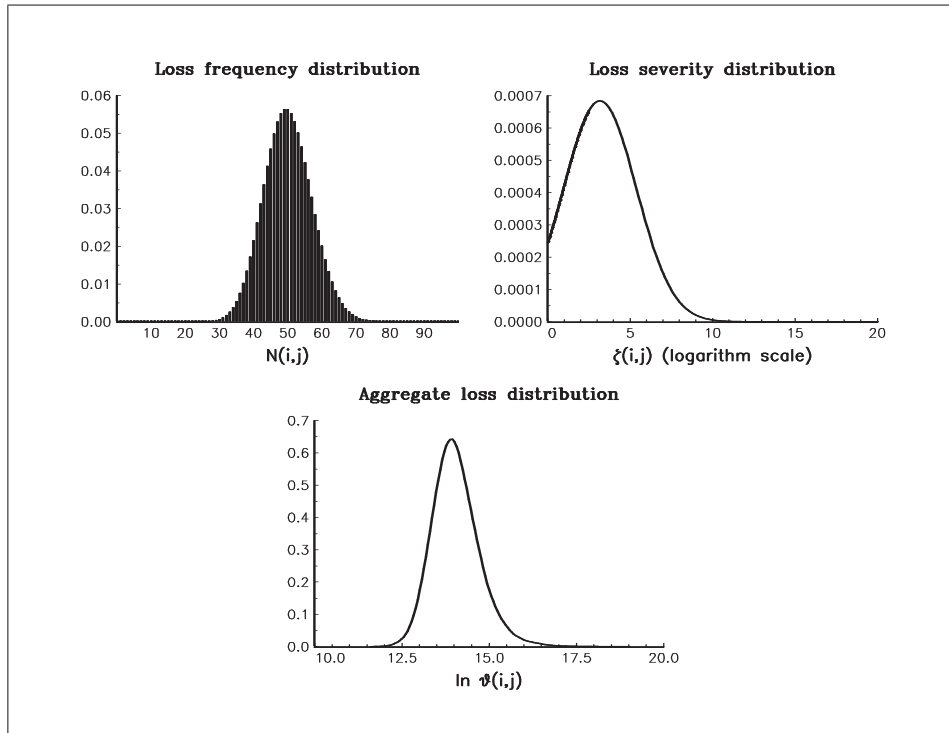 Loss frequency distribution
0.06
0.05
0.04
0.03
0.02
0.01
0.00
10 20 30 40 50 60 70 80 90
N(i,j)
Loss severity distribution
0.0007
0.0006
0.0005
0.0004
0.0003
0.0002
0.0001
0.0000
0 5 10 15 20
ζ(i,j) (logarithm scale)
Aggregate loss distribution
0.7
0.6
0.5
0.4
0.3
0.2
0.1
0.0
10.0 12.5 15.0 17.5 20.0
ln ϑ(i,j)